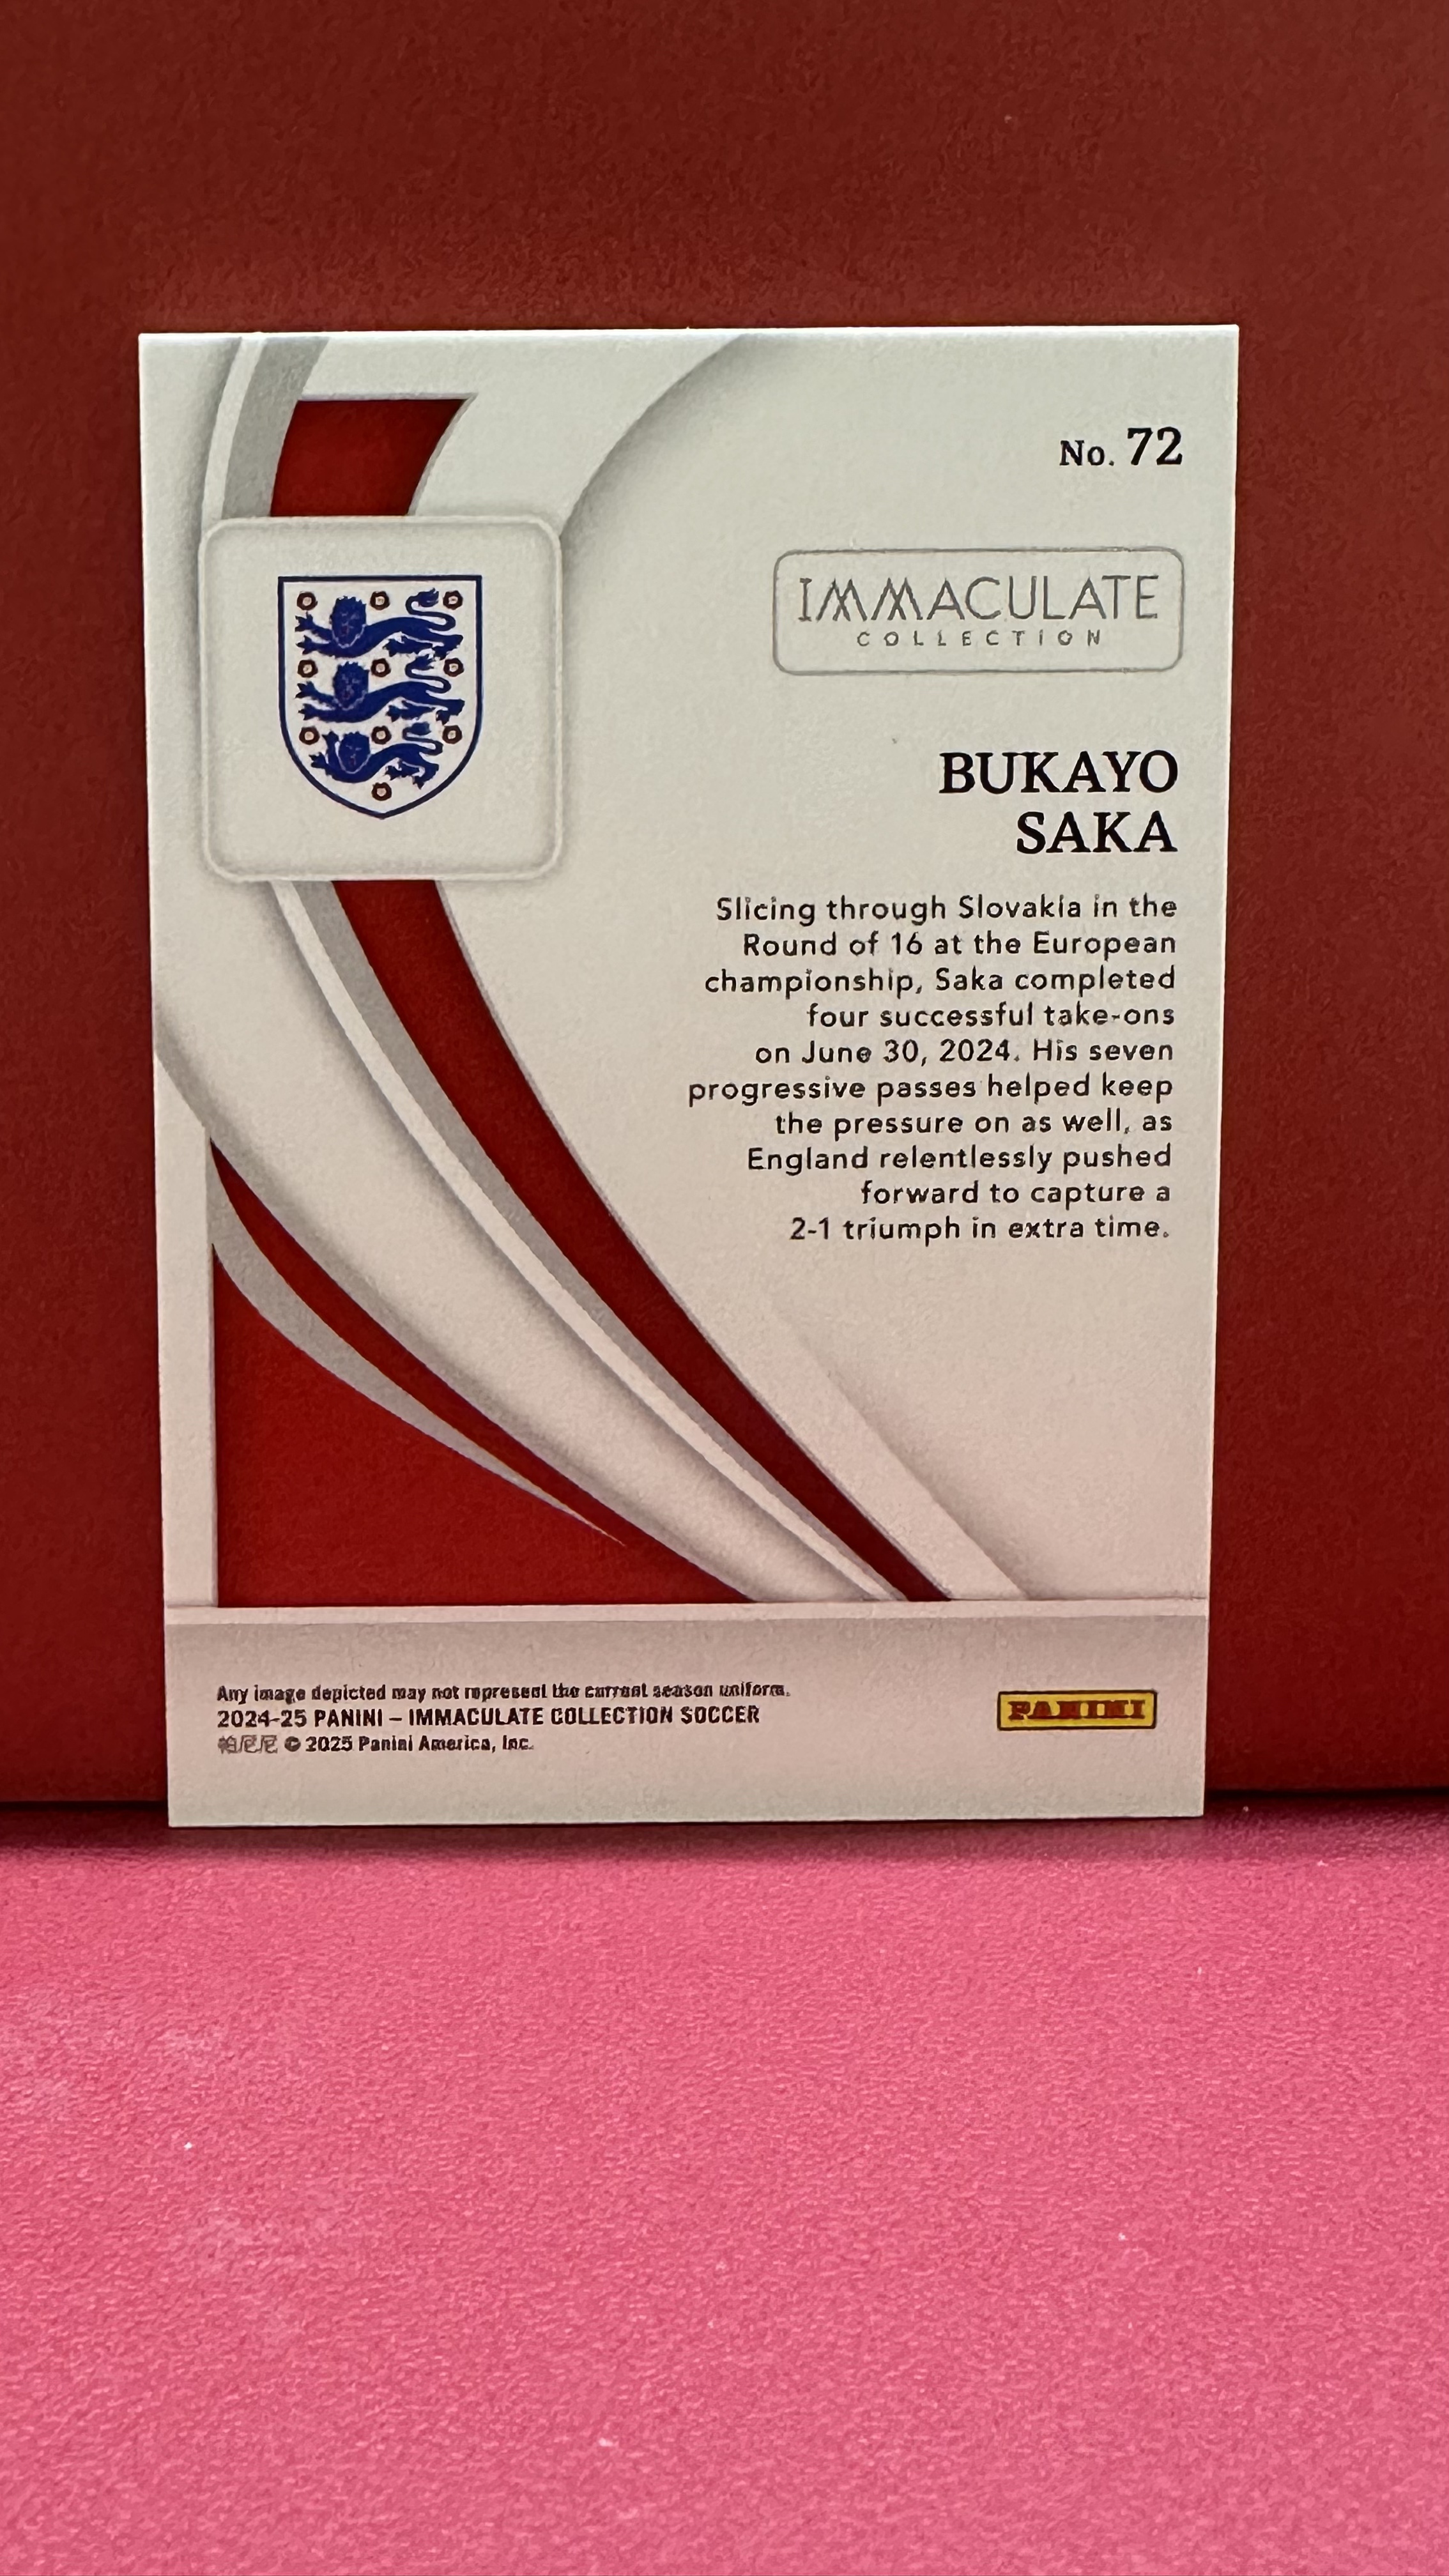 No. 72
IMMACULATE
COLLECTION
BUKAYO
SAKA
Slicing through Slovakia in the
Round of 16 at the European
championship, Saka completed
four successful take-ons
on June 30, 2024. His seven
progressive passes helped keep
the pressure on as well, as
England relentlessly pushed
forward to capture a
2-1 triumph in extra time.
Any image depicted may not represent the current season uniform.
2024-25 PANINI – IMMACULATE COLLECTION SOCCER
帕尼尼 © 2025 Panini America, Inc.
PANINI